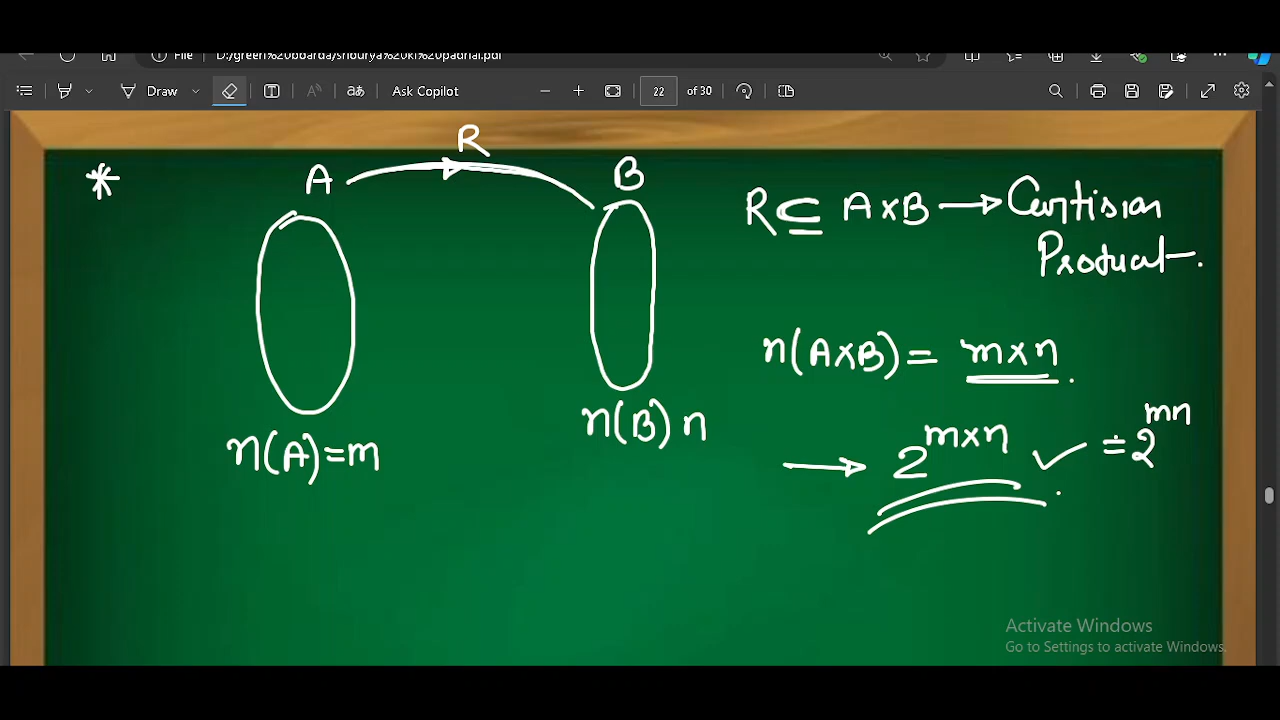 File D:/green%20boarda/shourya%20ki%20padhai.pdf
Draw Ask Copilot 22 of 30
* A R B
R ⊆ A×B → Cartisian
Product.
n(A×B) = m×n.
n(A)=m
n(B) n
→ 2^{m×n} ✓ = 2^{mn}
Activate Windows
Go to Settings to activate Windows.